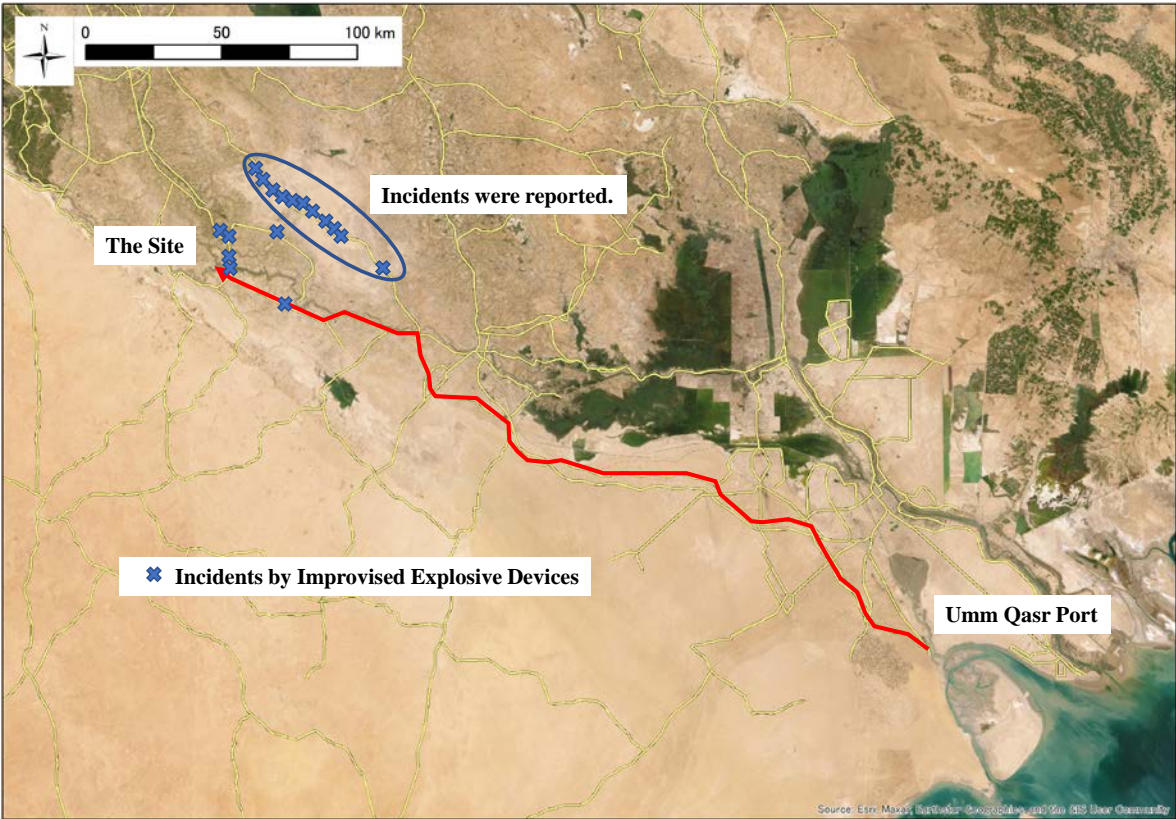 N
0 50 100 km
Incidents were reported.
The Site
Incidents by Improvised Explosive Devices
Umm Qasr Port
Source: Esri, Maxar, Earthstar Geographics, and the GIS User Community